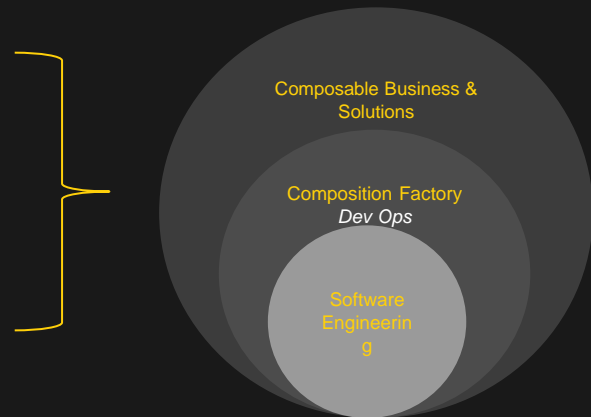 Composable Business &
Solutions
Composition Factory
Dev Ops
Software
Engineerin
g